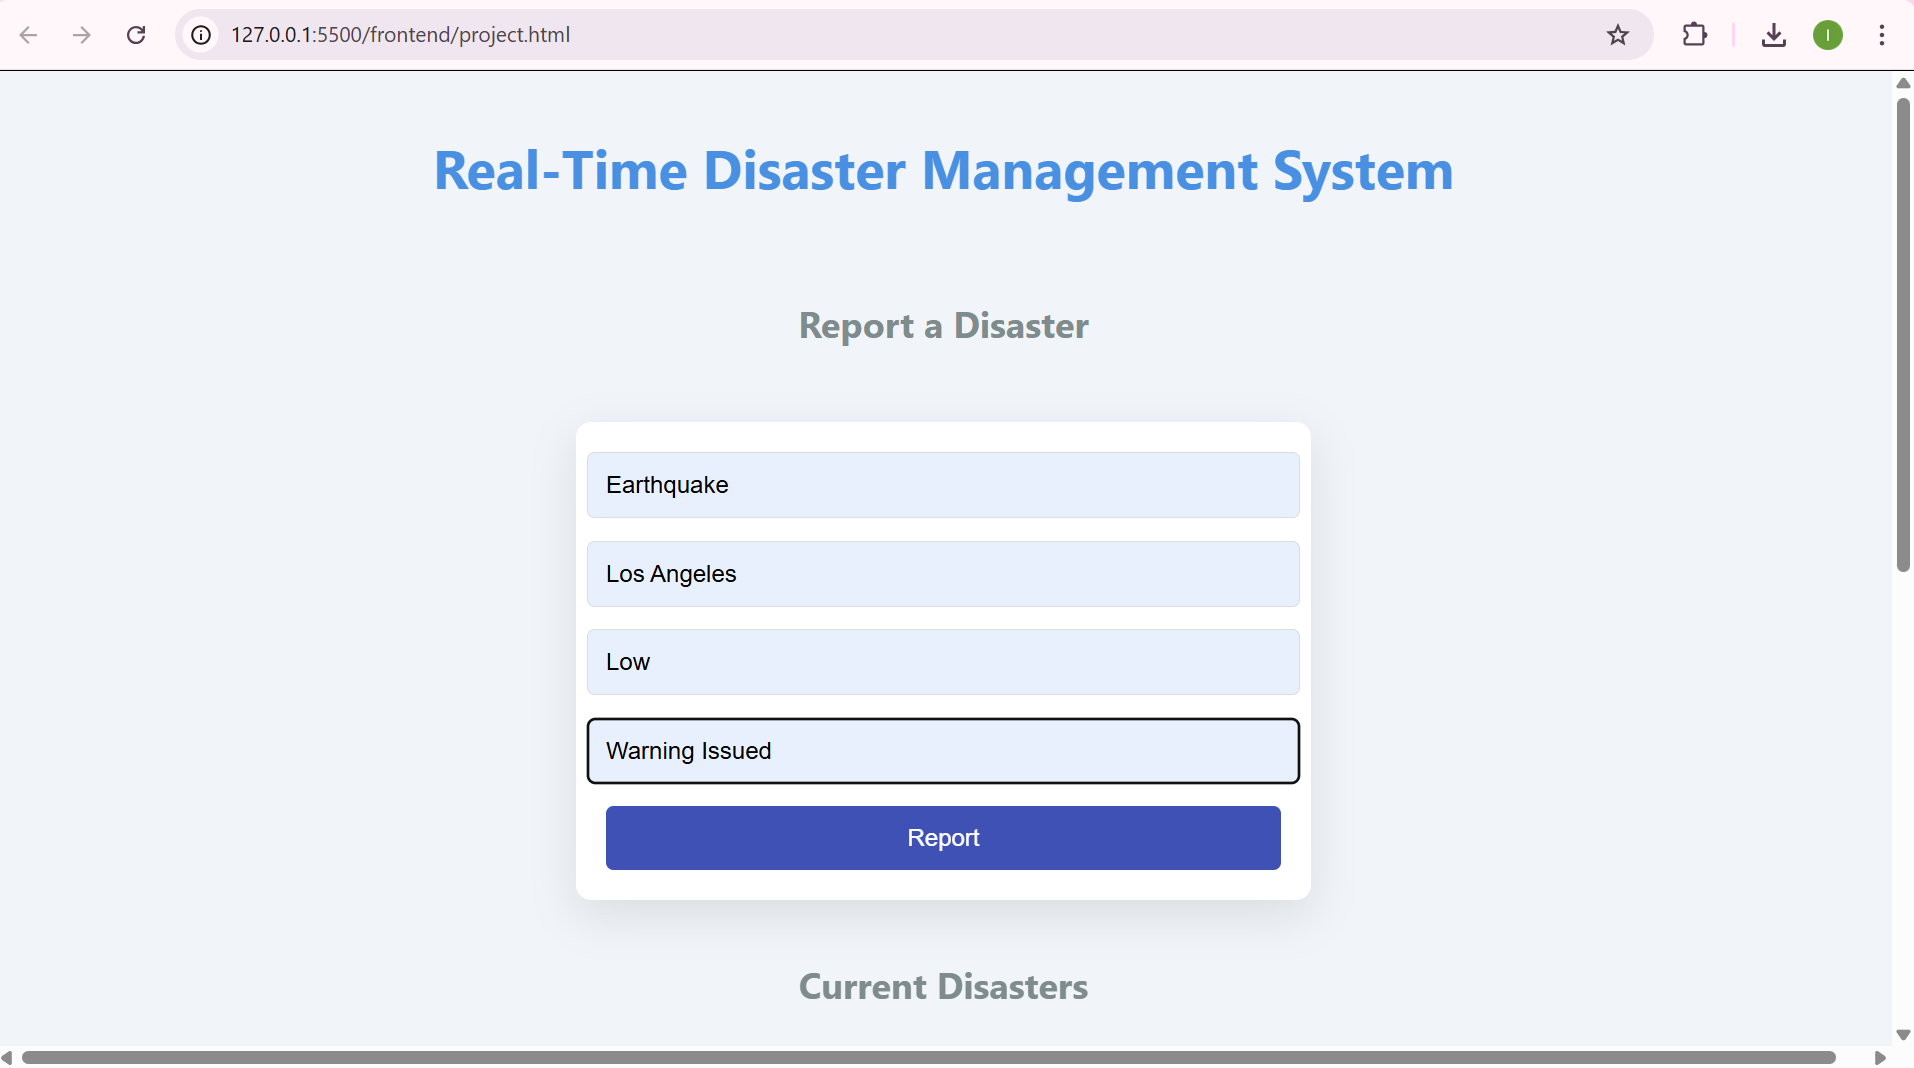 127.0.0.1:5500/frontend/project.html
I
Real-Time Disaster Management System
Report a Disaster
Earthquake
Los Angeles
Low
Warning Issued
Report
Current Disasters